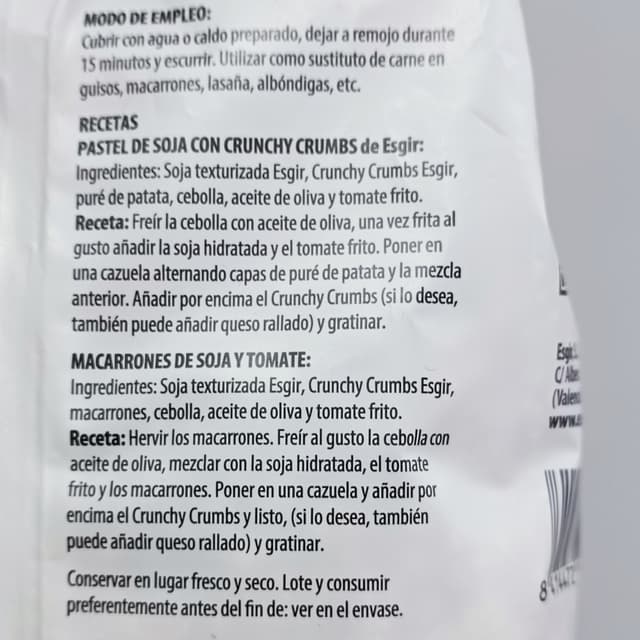 MODO DE EMPLEO:
Cubrir con agua o caldo preparado, dejar a remojo durante
15 minutos y escurrir. Utilizar como sustituto de carne en
guisos, macarrones, lasaña, albóndigas, etc.
RECETAS
PASTEL DE SOJA CON CRUNCHY CRUMBS de Esgir:
Ingredientes: Soja texturizada Esgir, Crunchy Crumbs Esgir,
puré de patata, cebolla, aceite de oliva y tomate frito.
Receta: Freír la cebolla con aceite de oliva, una vez frita al
gusto añadir la soja hidratada y el tomate frito. Poner en
una cazuela alternando capas de puré de patata y la mezcla
anterior. Añadir por encima el Crunchy Crumbs (si lo desea,
también puede añadir queso rallado) y gratinar.
MACARRONES DE SOJA Y TOMATE:
Ingredientes: Soja texturizada Esgir, Crunchy Crumbs Esgir,
macarrones, cebolla, aceite de oliva y tomate frito.
Receta: Hervir los macarrones. Freír al gusto la cebolla con
aceite de oliva, mezclar con la soja hidratada, el tomate
frito y los macarrones. Poner en una cazuela y añadir por
encima el Crunchy Crumbs y listo, (si lo desea, también
puede añadir queso rallado) y gratinar.
Conservar en lugar fresco y seco. Lote y consumir
preferentemente antes del fin de: ver en el envase.